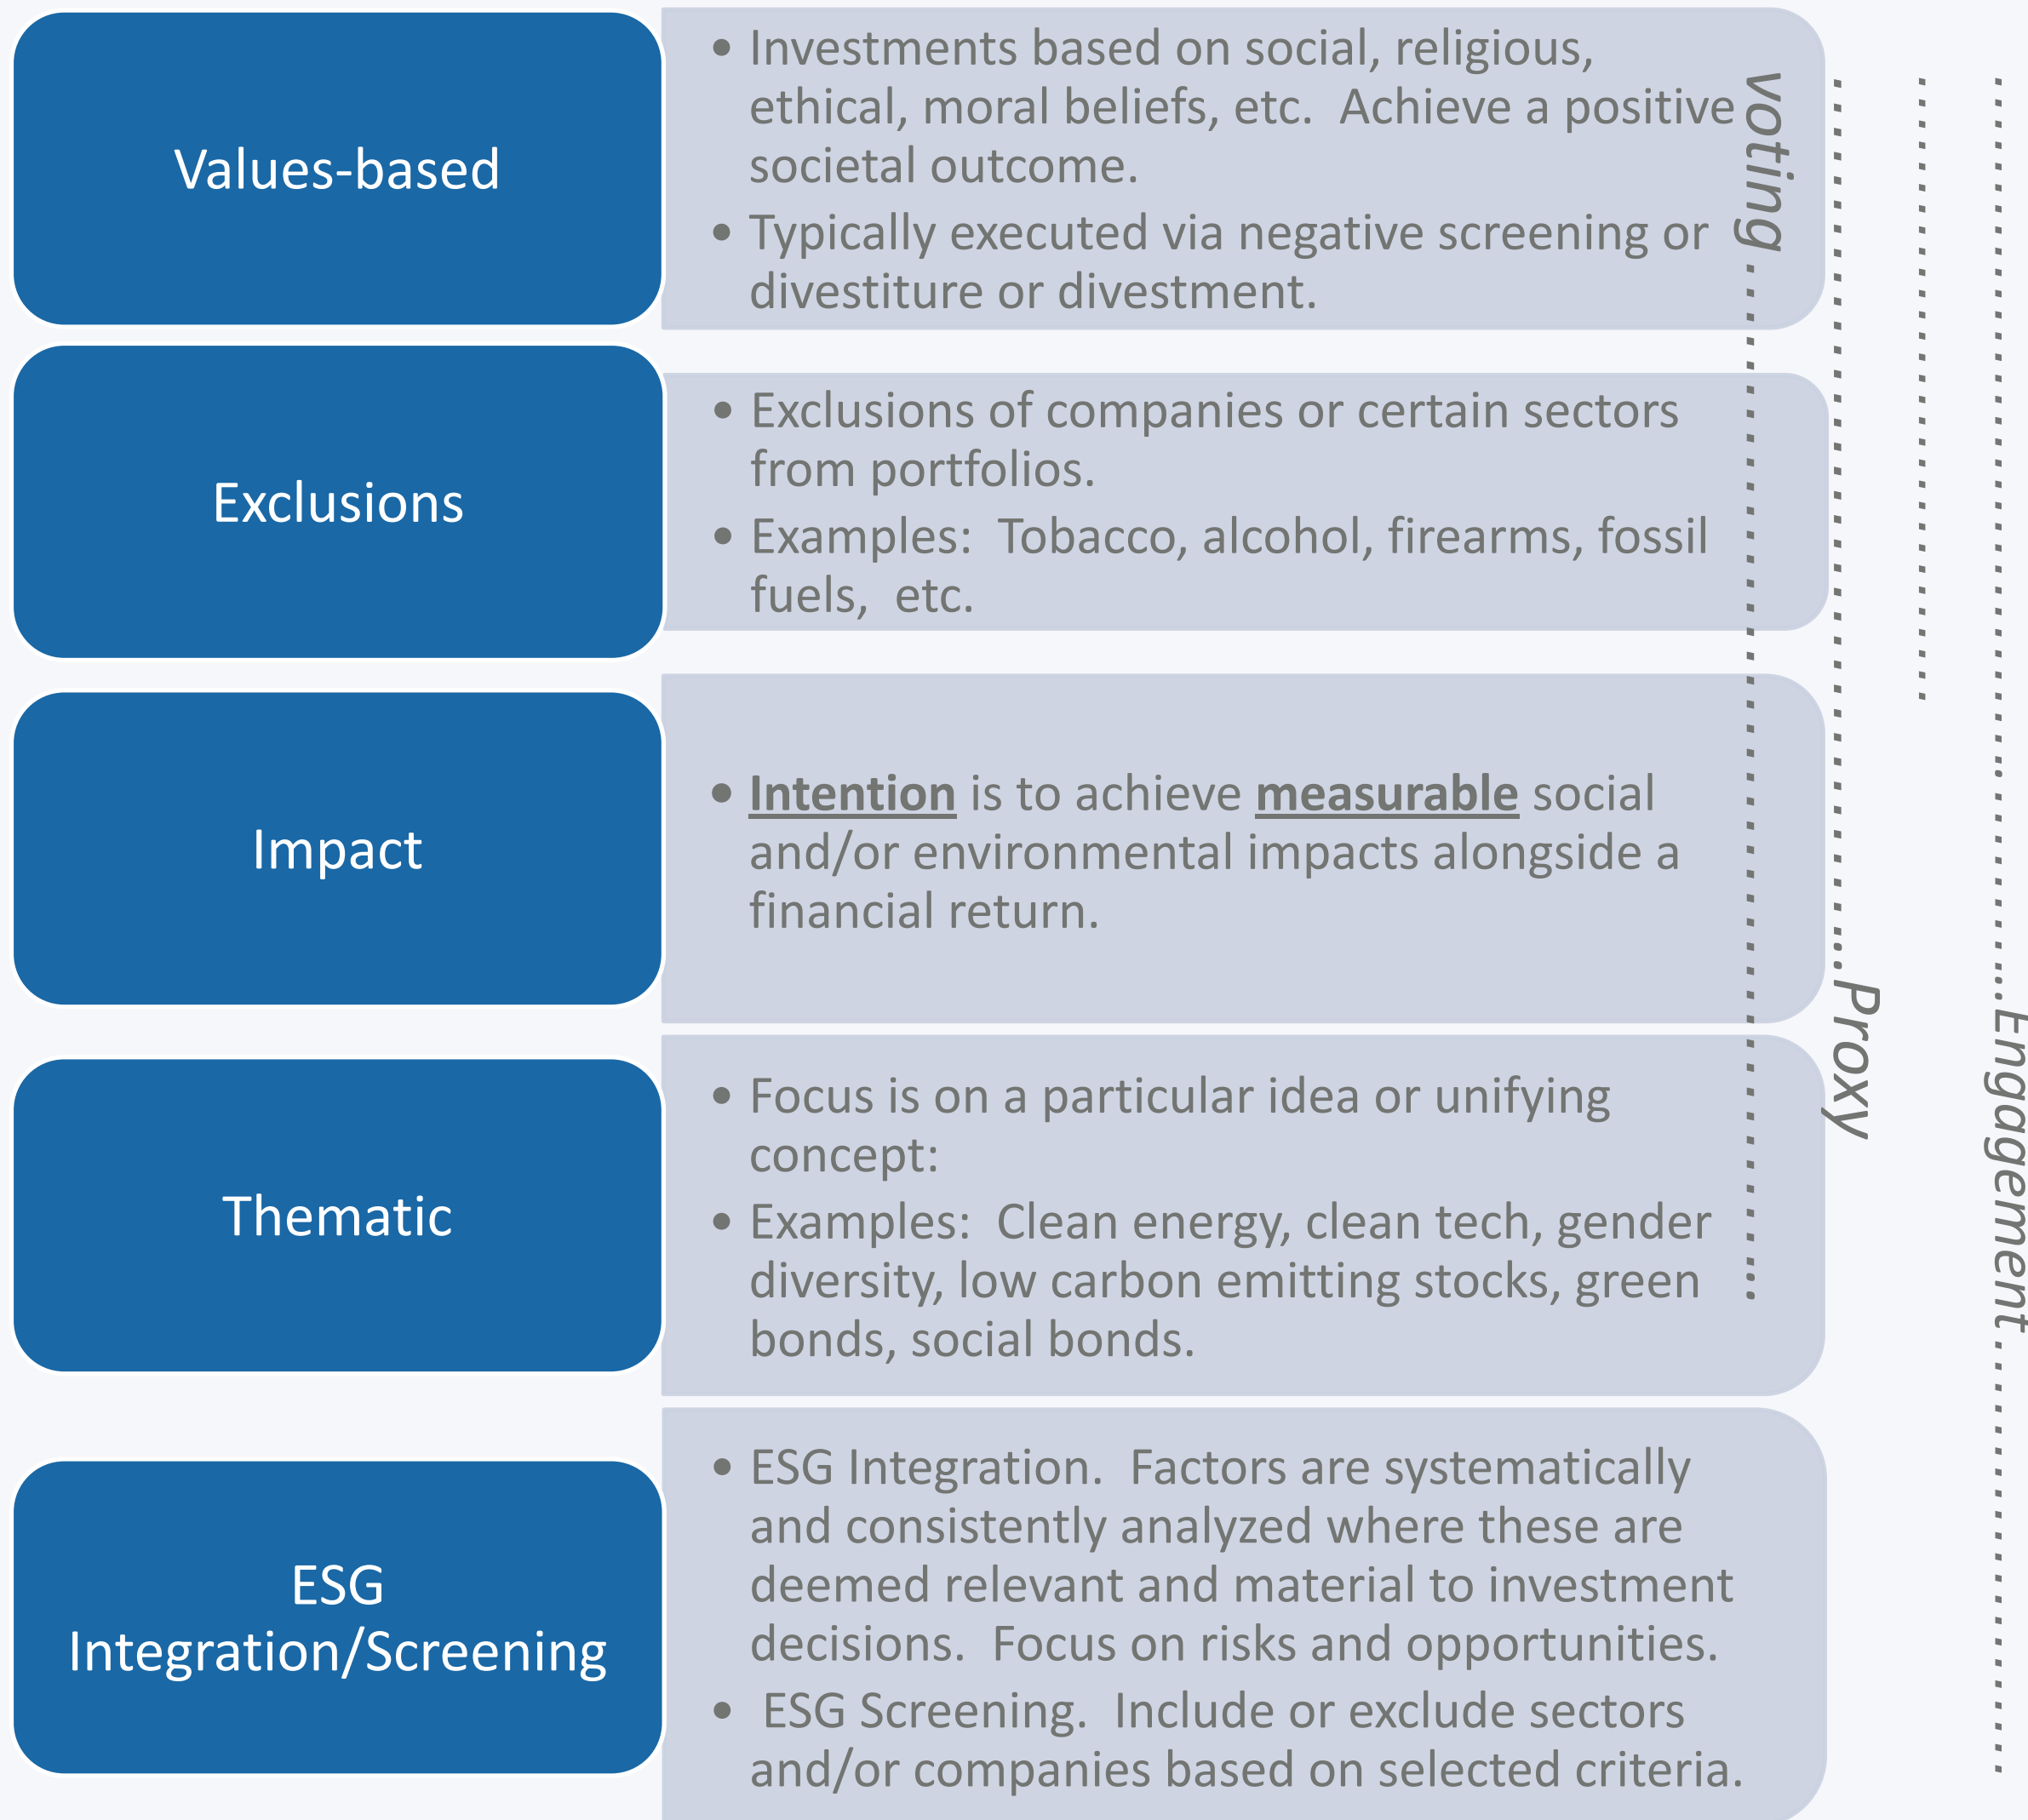 Values-based
• Investments based on social, religious,
ethical, moral beliefs, etc.  Achieve a positive
societal outcome.
• Typically executed via negative screening or
divestiture or divestment.
Exclusions
• Exclusions of companies or certain sectors
from portfolios.
• Examples:  Tobacco, alcohol, firearms, fossil
fuels,  etc.
Impact
• Intention is to achieve measurable social
and/or environmental impacts alongside a
financial return.
Thematic
• Focus is on a particular idea or unifying
concept:
• Examples:  Clean energy, clean tech, gender
diversity, low carbon emitting stocks, green
bonds, social bonds.
ESG
Integration/Screening
• ESG Integration.  Factors are systematically
and consistently analyzed where these are
deemed relevant and material to investment
decisions.  Focus on risks and opportunities.
•  ESG Screening.  Include or exclude sectors
and/or companies based on selected criteria.
voting
Proxy
Engagement